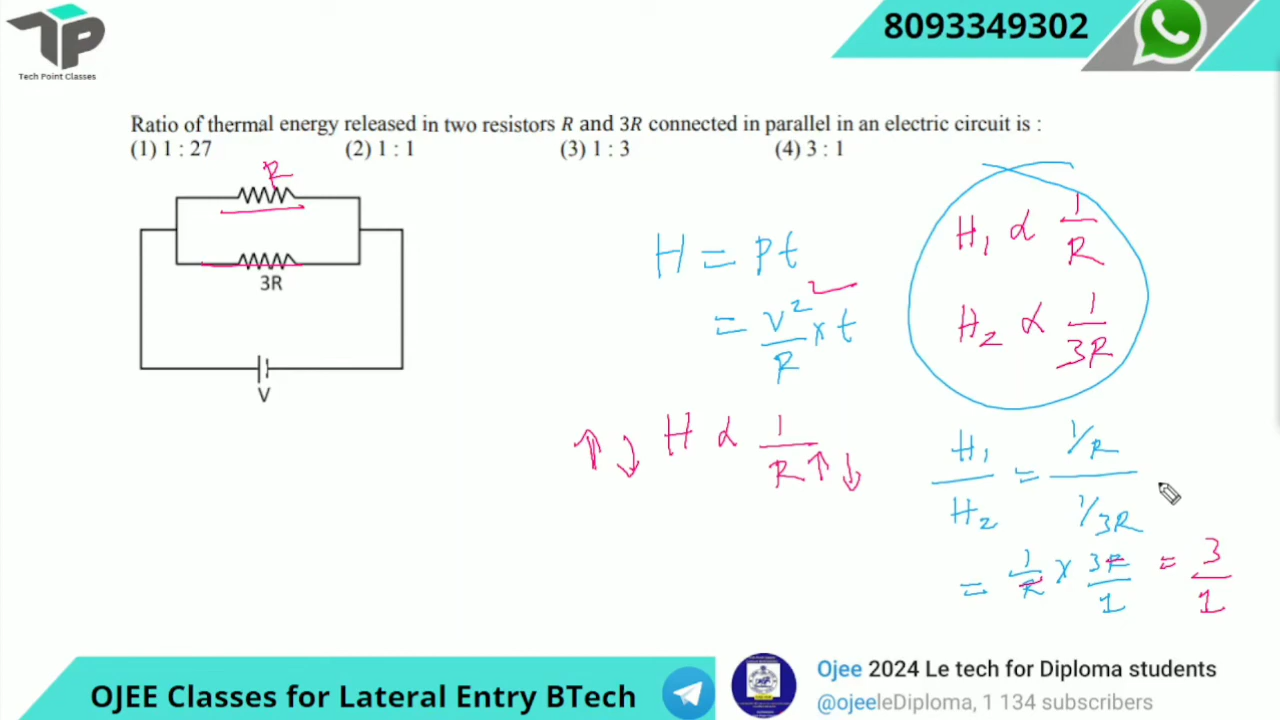 8093349302
TP
Tech Point Classes
Ratio of thermal energy released in two resistors R and 3R connected in parallel in an electric circuit is :
(1) 1 : 27 (2) 1 : 1 (3) 1 : 3 (4) 3 : 1
R
3R
V
H = Pt
= V²/R × t
↑↓ H ∝ 1/R ↑↓
H₁ ∝ 1/R
H₂ ∝ 1/3R
H₁/H₂ = (1/R)/(1/3R)
= 1/R × 3R/1 = 3/1
OJEE Classes for Lateral Entry BTech
Ojee 2024 Le tech for Diploma students
@ojeeleDiploma, 1 134 subscribers